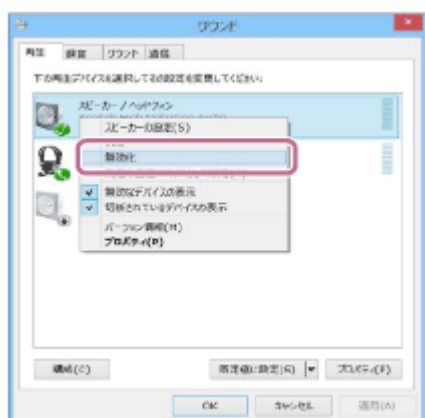 サウンド
再生 録音 サウンド 通信
下の再生デバイスを選択してその設定を変更してください:
スピーカー / ヘッドフォン
スピーカーの設定(S)
無効化
無効なデバイスの表示
切断されているデバイスの表示
バージョン情報(H)
プロパティ(P)
構成(C) 既定値に設定(S) プロパティ(P)
OK キャンセル 適用(A)